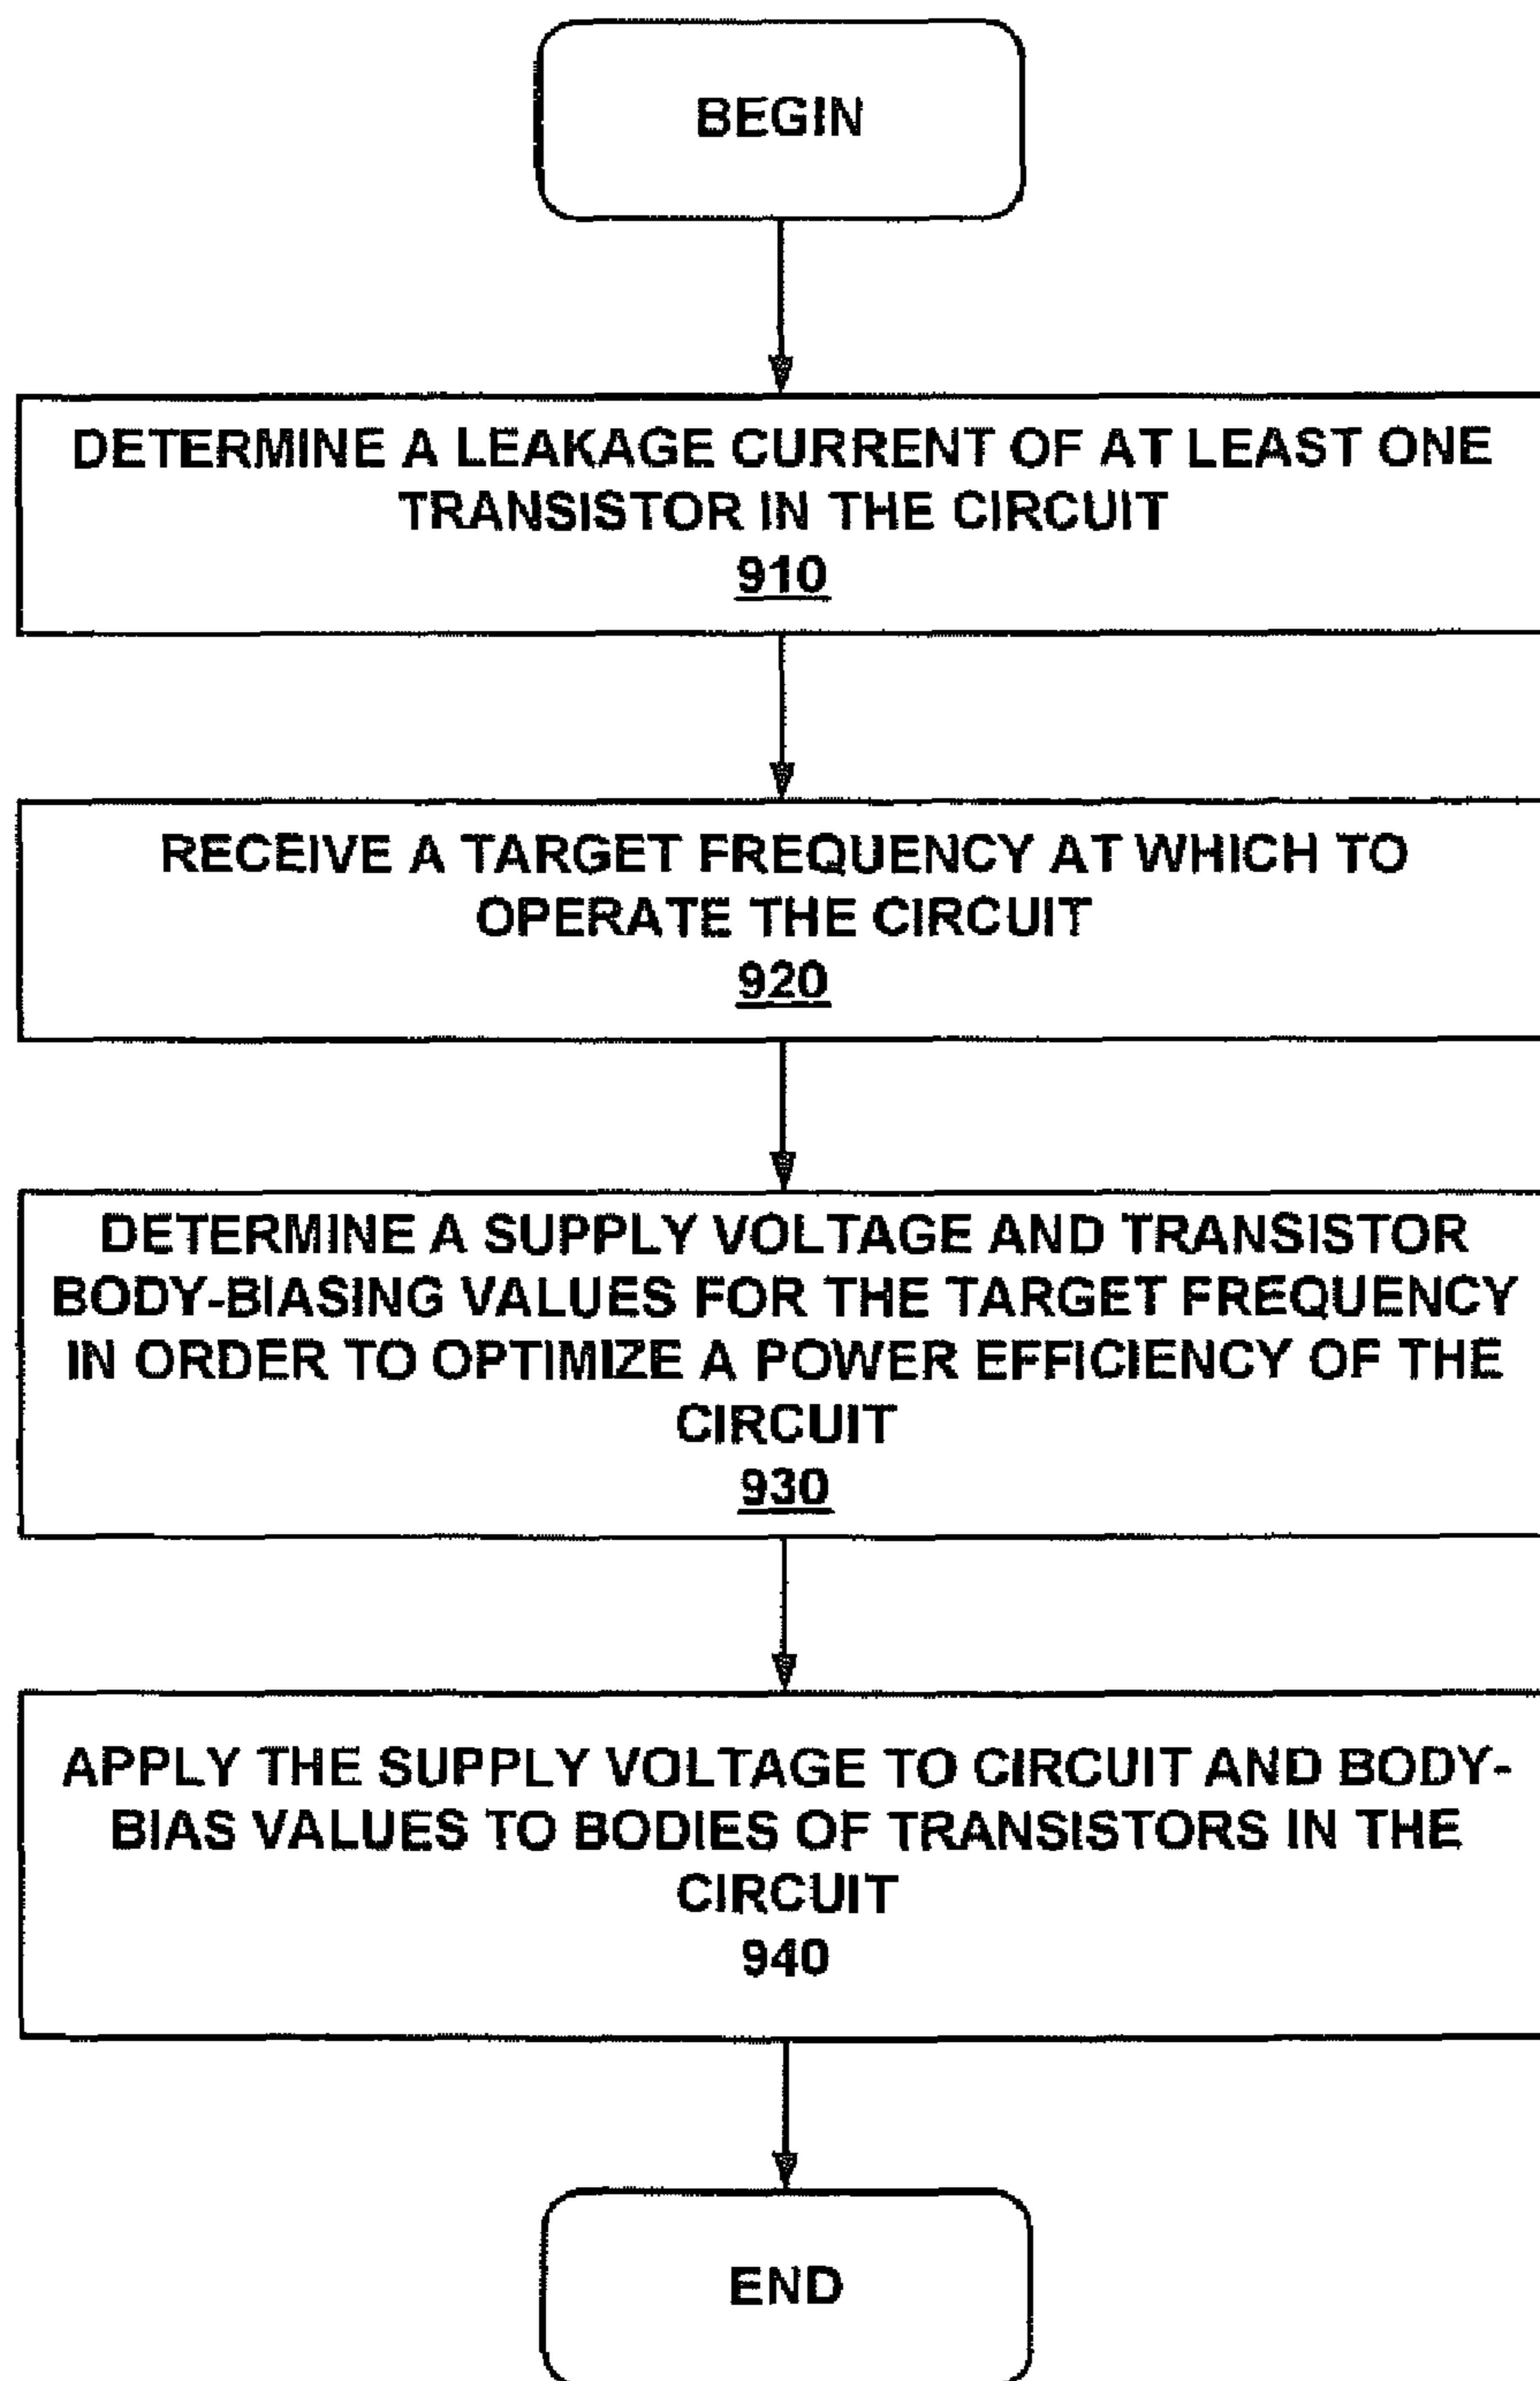 BEGIN
DETERMINE A LEAKAGE CURRENT OF AT LEAST ONE
TRANSISTOR IN THE CIRCUIT
910
RECEIVE A TARGET FREQUENCY AT WHICH TO
OPERATE THE CIRCUIT
920
DETERMINE A SUPPLY VOLTAGE AND TRANSISTOR
BODY-BIASING VALUES FOR THE TARGET FREQUENCY
IN ORDER TO OPTIMIZE A POWER EFFICIENCY OF THE
CIRCUIT
930
APPLY THE SUPPLY VOLTAGE TO CIRCUIT AND BODY-
BIAS VALUES TO BODIES OF TRANSISTORS IN THE
CIRCUIT
940
END